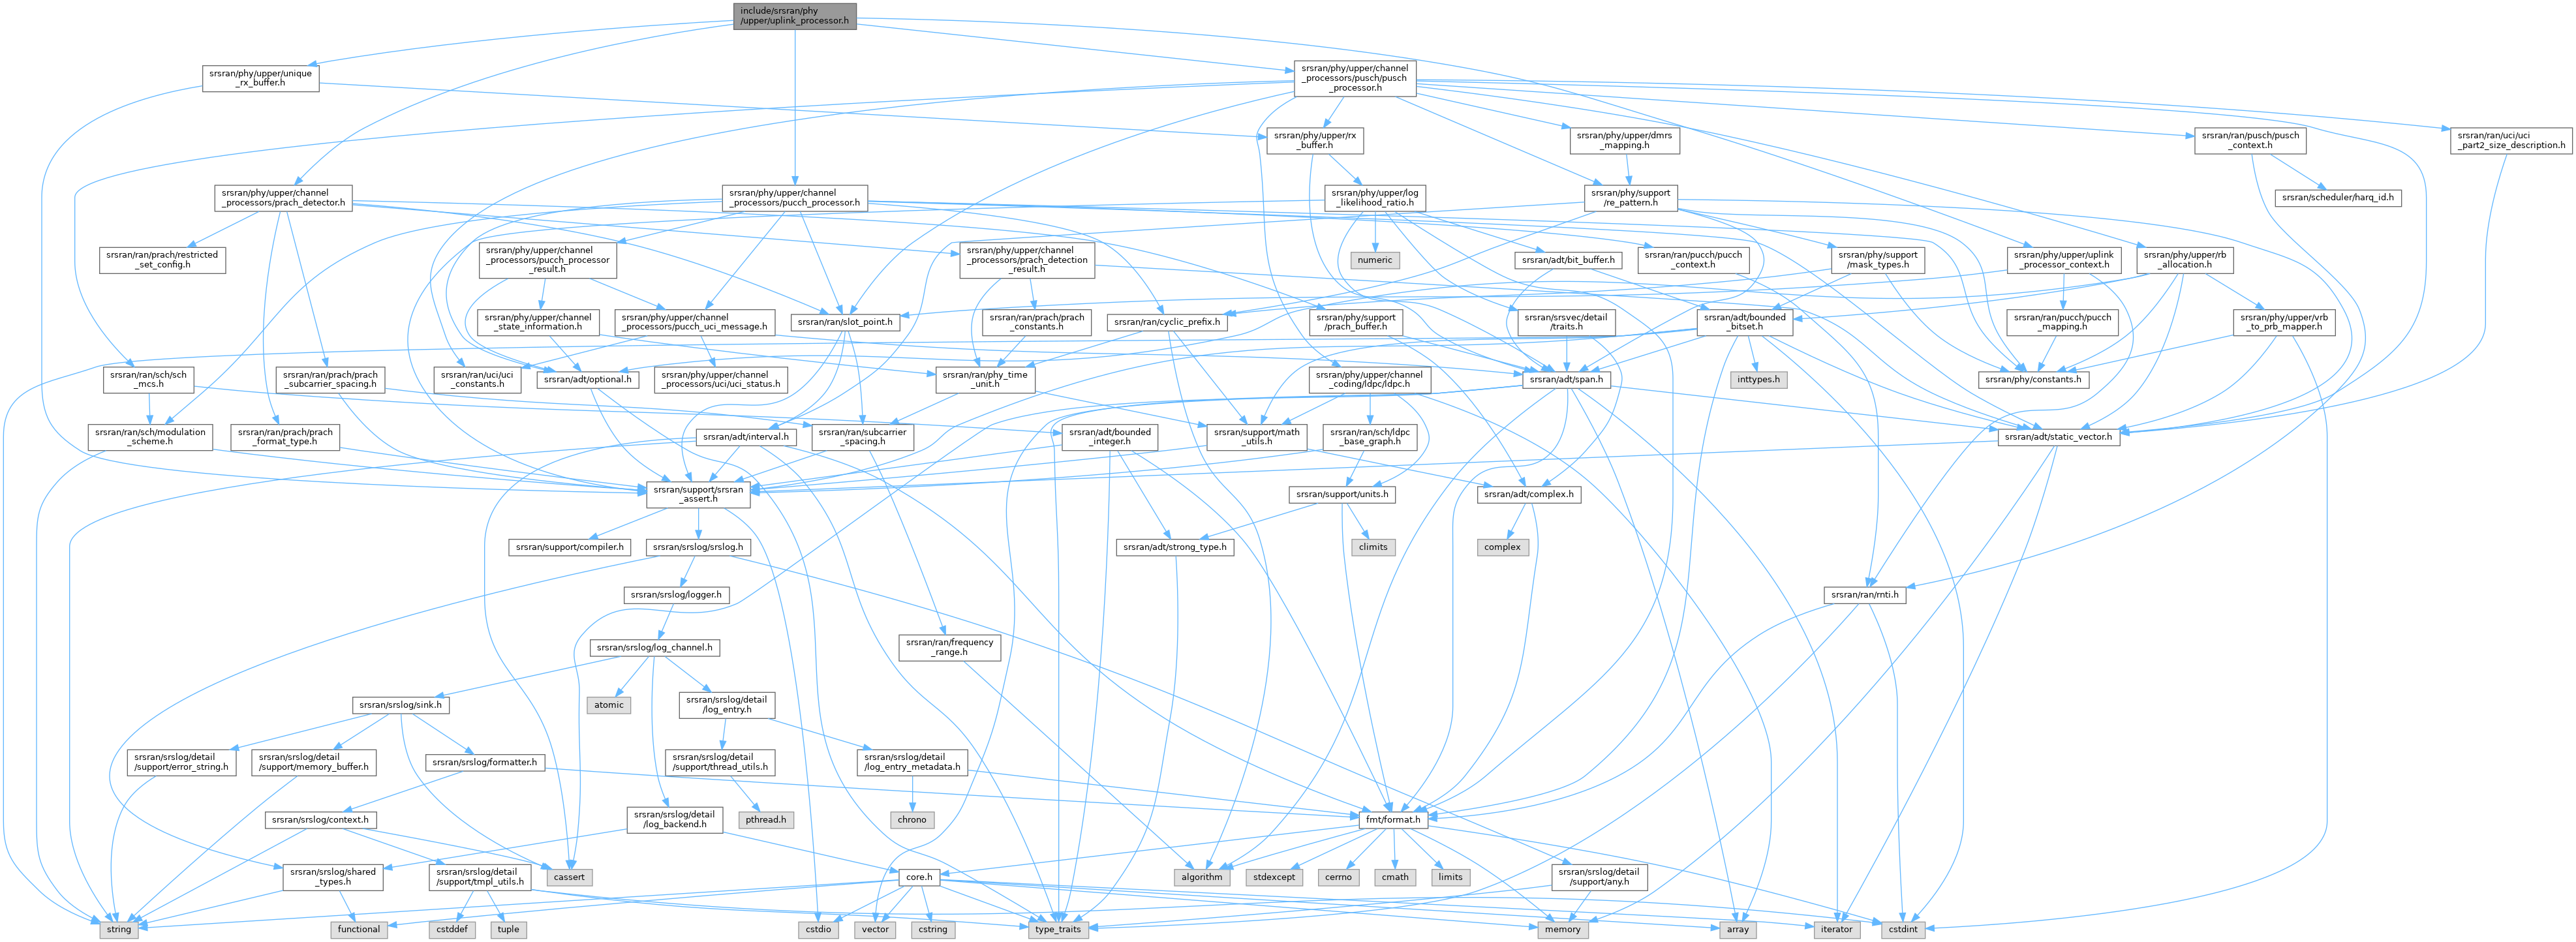 include/srsran/phy
/upper/uplink_processor.h
srsran/phy/upper/unique
_rx_buffer.h
srsran/phy/upper/channel
_processors/pusch/pusch
_processor.h
srsran/phy/upper/rx
_buffer.h
srsran/phy/upper/dmrs
_mapping.h
srsran/ran/pusch/pusch
_context.h
srsran/ran/uci/uci
_part2_size_description.h
srsran/phy/upper/channel
_processors/prach_detector.h
srsran/phy/upper/channel
_processors/pucch_processor.h
srsran/phy/upper/log
_likelihood_ratio.h
srsran/phy/support
/re_pattern.h
srsran/scheduler/harq_id.h
srsran/ran/prach/restricted
_set_config.h
srsran/phy/upper/channel
_processors/pucch_processor
_result.h
srsran/phy/upper/channel
_processors/prach_detection
_result.h
numeric
srsran/adt/bit_buffer.h
srsran/ran/pucch/pucch
_context.h
srsran/phy/support
/mask_types.h
srsran/phy/upper/uplink
_processor_context.h
srsran/phy/upper/rb
_allocation.h
srsran/phy/upper/channel
_state_information.h
srsran/phy/upper/channel
_processors/pucch_uci_message.h
srsran/ran/slot_point.h
srsran/ran/prach/prach
_constants.h
srsran/ran/cyclic_prefix.h
srsran/phy/support
/prach_buffer.h
srsran/srsvec/detail
/traits.h
srsran/adt/bounded
_bitset.h
srsran/ran/pucch/pucch
_mapping.h
srsran/phy/upper/vrb
_to_prb_mapper.h
srsran/ran/sch/sch
_mcs.h
srsran/ran/prach/prach
_subcarrier_spacing.h
srsran/ran/uci/uci
_constants.h
srsran/adt/optional.h
srsran/phy/upper/channel
_processors/uci/uci_status.h
srsran/ran/phy_time
_unit.h
srsran/phy/upper/channel
_coding/ldpc/ldpc.h
srsran/adt/span.h
inttypes.h
srsran/phy/constants.h
srsran/ran/sch/modulation
_scheme.h
srsran/ran/prach/prach
_format_type.h
srsran/adt/interval.h
srsran/ran/subcarrier
_spacing.h
srsran/adt/bounded
_integer.h
srsran/support/math
_utils.h
srsran/ran/sch/ldpc
_base_graph.h
srsran/adt/static_vector.h
srsran/support/srsran
_assert.h
srsran/support/units.h
srsran/adt/complex.h
srsran/support/compiler.h
srsran/srslog/srslog.h
srsran/adt/strong_type.h
climits
complex
srsran/srslog/logger.h
srsran/ran/rnti.h
srsran/srslog/log_channel.h
srsran/ran/frequency
_range.h
srsran/srslog/sink.h
atomic
srsran/srslog/detail
/log_entry.h
srsran/srslog/detail
/support/error_string.h
srsran/srslog/detail
/support/memory_buffer.h
srsran/srslog/formatter.h
srsran/srslog/detail
/support/thread_utils.h
srsran/srslog/detail
/log_entry_metadata.h
srsran/srslog/context.h
srsran/srslog/detail
/log_backend.h
pthread.h
chrono
fmt/format.h
srsran/srslog/shared
_types.h
srsran/srslog/detail
/support/tmpl_utils.h
cassert
core.h
algorithm
stdexcept
cerrno
cmath
limits
srsran/srslog/detail
/support/any.h
string
functional
cstddef
tuple
cstdio
vector
cstring
type_traits
memory
array
iterator
cstdint